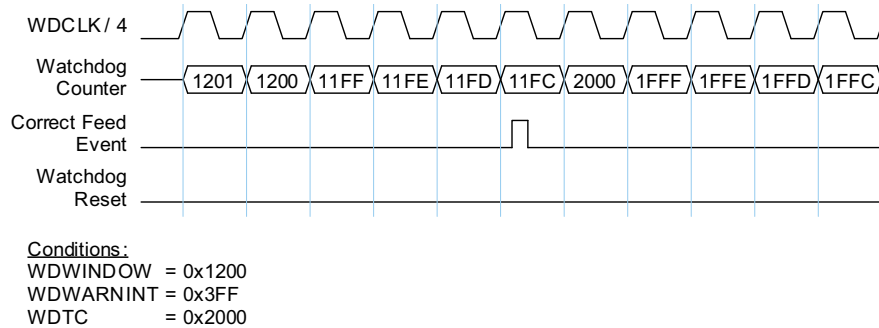 WDCLK / 4
Watchdog
Counter
1201 1200 11FF 11FE 11FD 11FC 2000 1FFF 1FFE 1FFD 1FFC
Correct Feed
Event
Watchdog
Reset
Conditions:
WDWINDOW = 0x1200
WDWARNINT = 0x3FF
WDTC = 0x2000